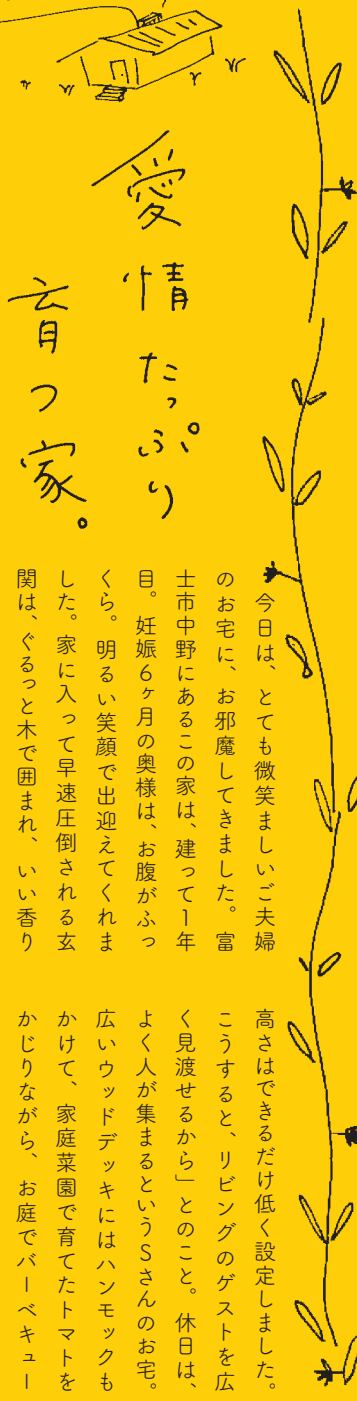 愛情たっぷり
育つ家。
今日は、とても微笑ましいご夫婦
のお宅に、お邪魔してきました。富
士市中野にあるこの家は、建って1年
目。妊娠6ヶ月の奥様は、お腹がふっ
くら。明るい笑顔で出迎えてくれま
した。家に入って早速圧倒される玄
関は、ぐるっと木で囲まれ、いい香り
高さはできるだけ低く設定しました。
こうすると、リビングのゲストを広
く見渡せるから」とのこと。休日は、
よく人が集まるというSさんのお宅。
広いウッドデッキにはハンモックも
かけて、家庭菜園で育てたトマトを
かじりながら、お庭でバーベキュー